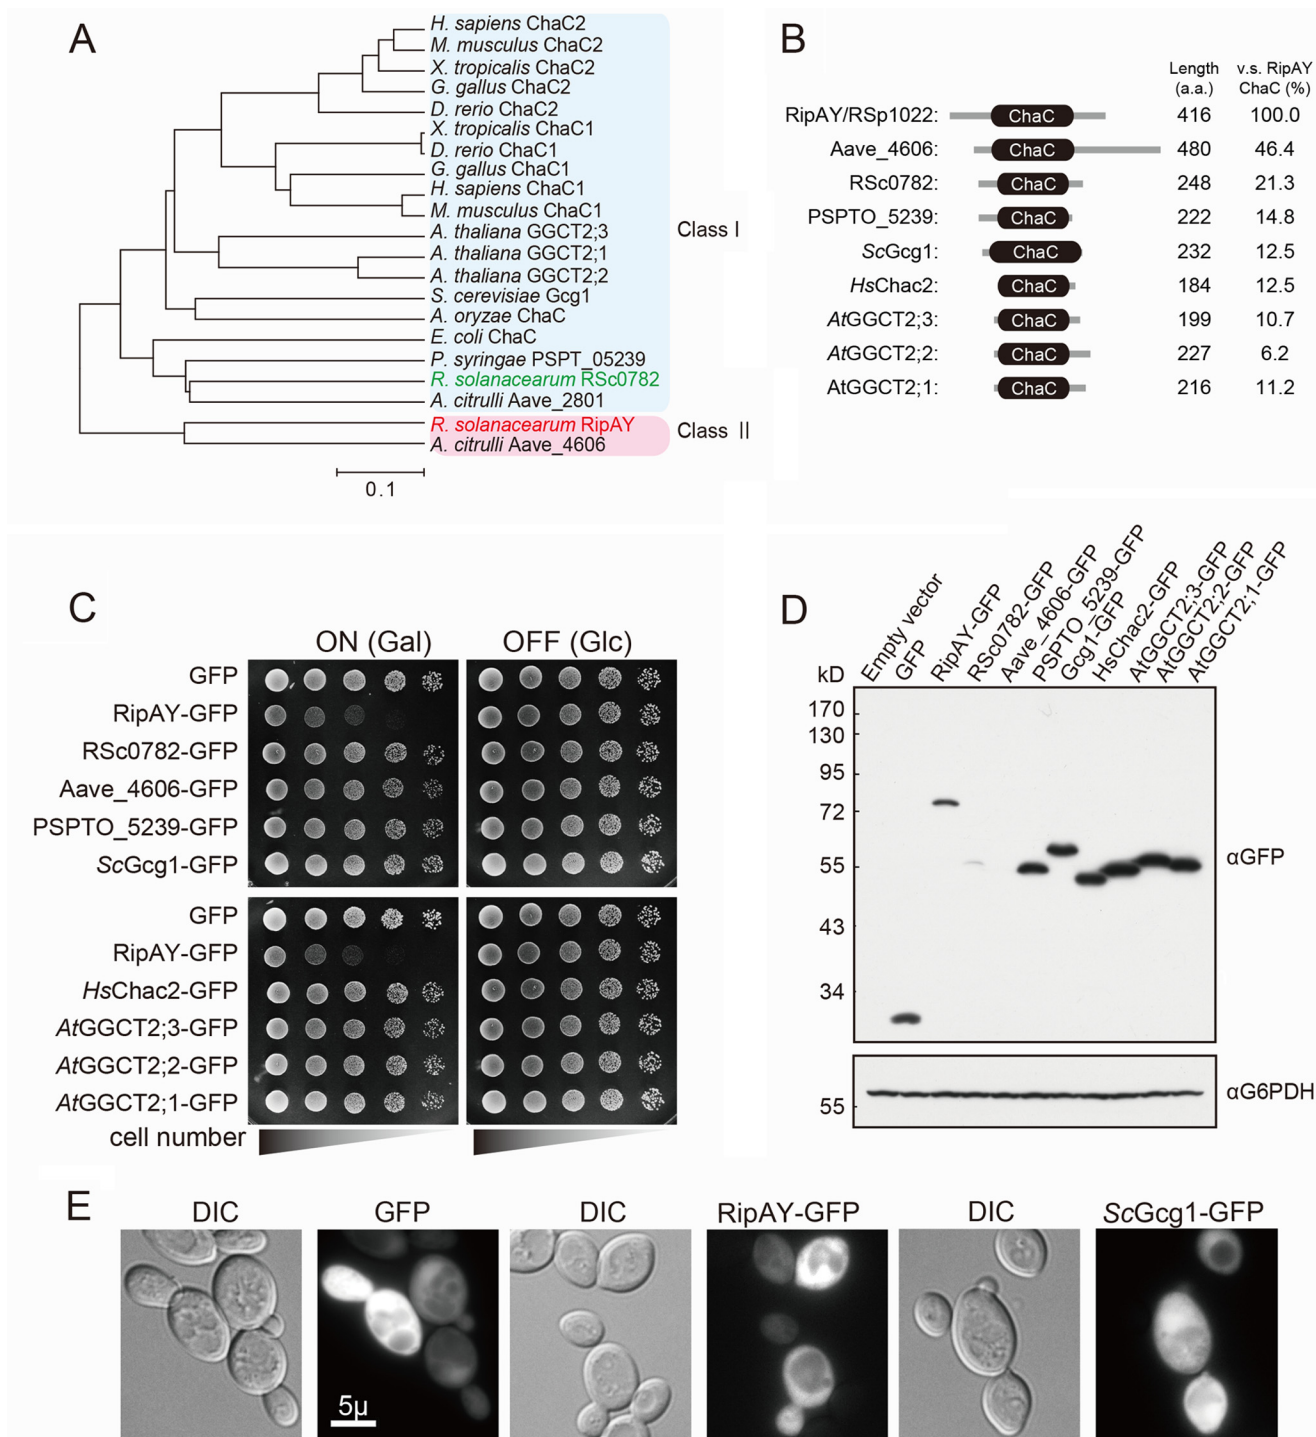 A
H. sapiens ChaC2
M. musculus ChaC2
X. tropicalis ChaC2
G. gallus ChaC2
D. rerio ChaC2
X. tropicalis ChaC1
D. rerio ChaC1
G. gallus ChaC1
H. sapiens ChaC1
M. musculus ChaC1
A. thaliana GGCT2;3
A. thaliana GGCT2;1
A. thaliana GGCT2;2
S. cerevisiae Gcg1
A. oryzae ChaC
E. coli ChaC
P. syringae PSPT_05239
R. solanacearum RSc0782
A. citrulli Aave_2801
R. solanacearum RipAY
A. citrulli Aave_4606
Class I
Class II
0.1
B
Length (a.a.)
v.s. RipAY ChaC (%)
RipAY/RSp1022: ChaC 416 100.0
Aave_4606: ChaC 480 46.4
RSc0782: ChaC 248 21.3
PSPTO_5239: ChaC 222 14.8
ScGcg1: ChaC 232 12.5
HsChac2: ChaC 184 12.5
AtGGCT2;3: ChaC 199 10.7
AtGGCT2;2: ChaC 227 6.2
AtGGCT2;1: ChaC 216 11.2
C
ON (Gal) OFF (Glc)
GFP
RipAY-GFP
RSc0782-GFP
Aave_4606-GFP
PSPTO_5239-GFP
ScGcg1-GFP
GFP
RipAY-GFP
HsChac2-GFP
AtGGCT2;3-GFP
AtGGCT2;2-GFP
AtGGCT2;1-GFP
cell number
D
Empty vector
GFP
RipAY-GFP
RSc0782-GFP
Aave_4606-GFP
PSPTO_5239-GFP
Gcg1-GFP
HsChac2-GFP
AtGGCT2;3-GFP
AtGGCT2;2-GFP
AtGGCT2;1-GFP
kD
170
130
95
72
55
43
34
αGFP
55
αG6PDH
E
DIC GFP DIC RipAY-GFP DIC ScGcg1-GFP
5μ